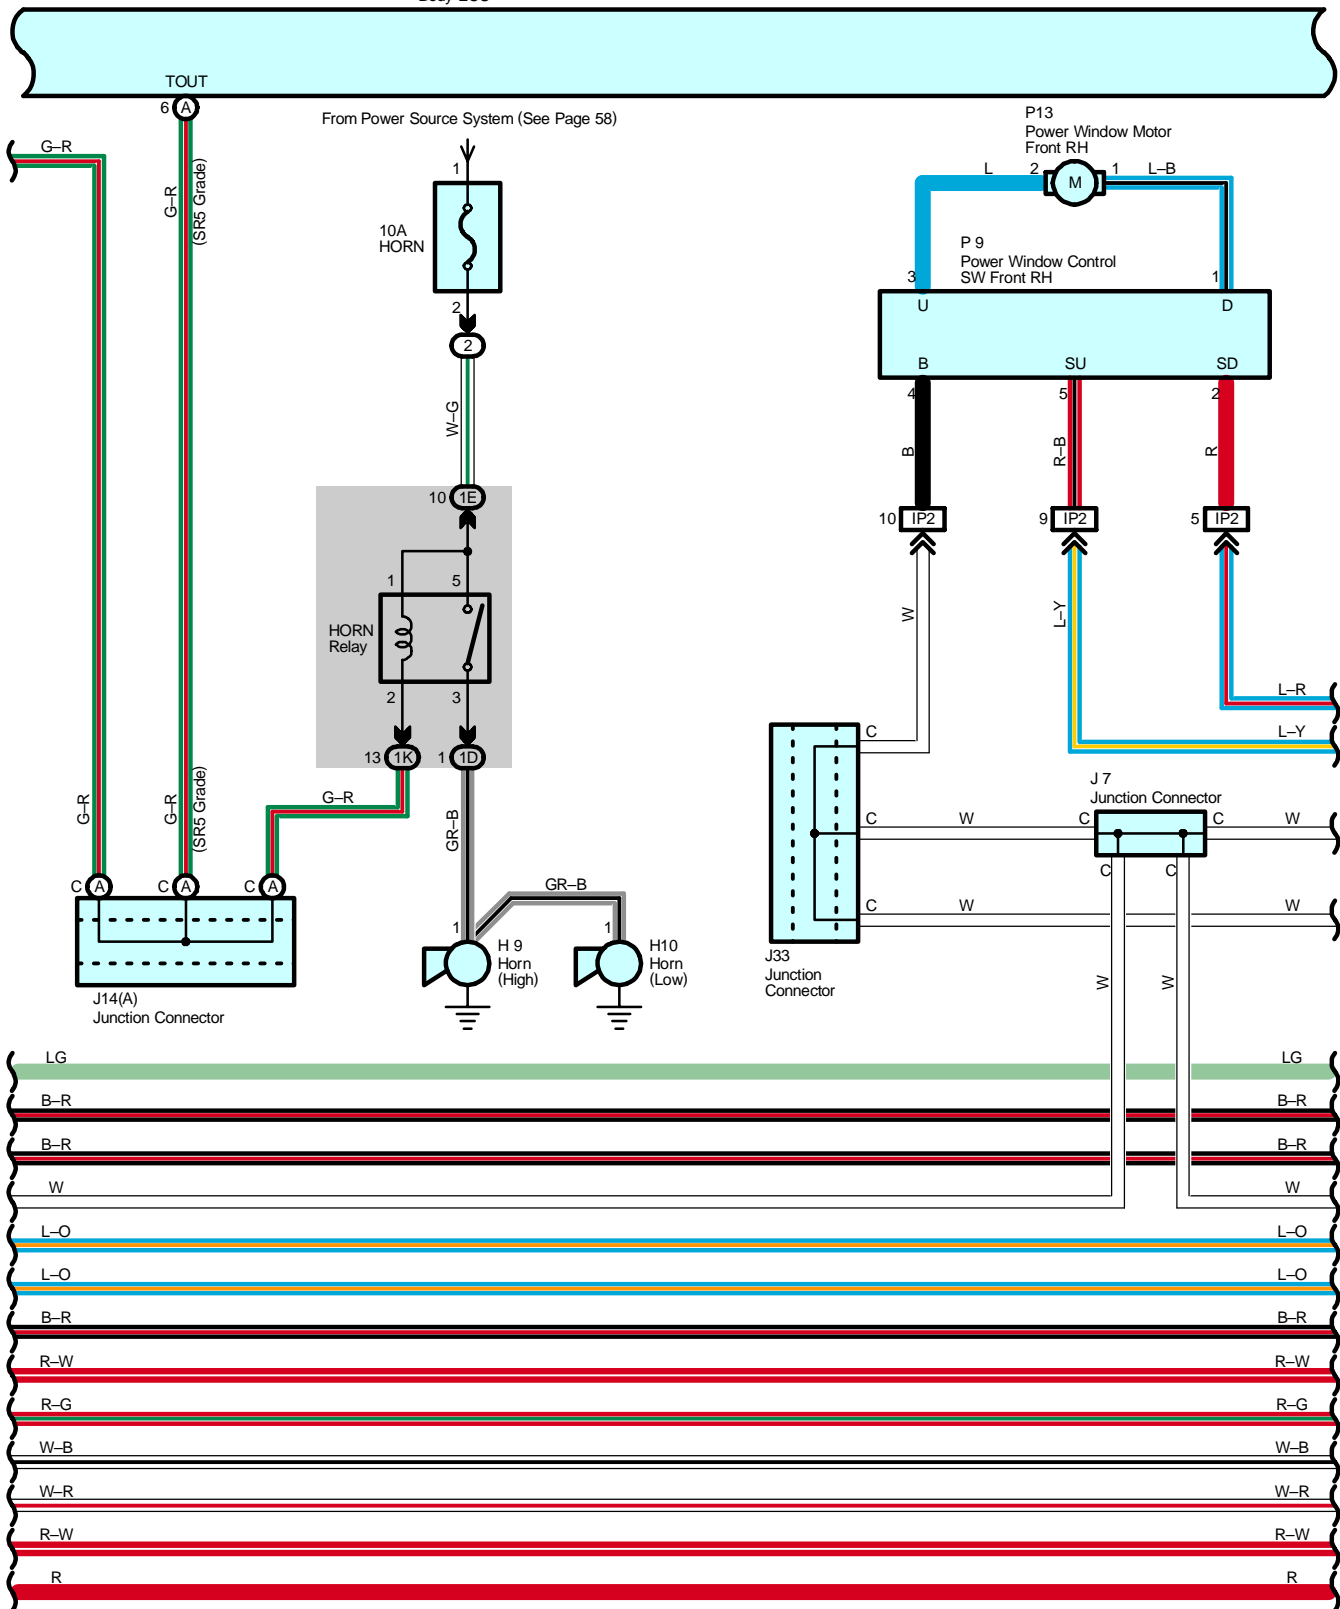 TOUT
6 A
From Power Source System (See Page 58)
P13
Power Window Motor
Front RH
G–R
G–R
(SR5 Grade)
1
L 2 M 1 L–B
10A
HORN
P 9
Power Window Control
SW Front RH
3 1
U D
2
2
B SU SD
4 5 2
W–G
B
R–B
R
10 1E
10 IP2
9 IP2
5 IP2
1 5
HORN
Relay
W
L–Y
2 3
L–R
L–Y
13 1K
1 1D
C
J 7
Junction Connector
G–R
G–R
(SR5 Grade)
G–R
GR–B
C W C C W
C C
C A
C A
C A
GR–B
C W W
1 1
H 9
Horn
(High)
H10
Horn
(Low)
J33
Junction
Connector
W W
J14(A)
Junction Connector
LG LG
B–R B–R
B–R B–R
W W
L–O L–O
L–O L–O
B–R B–R
R–W R–W
R–G R–G
W–B W–B
W–R W–R
R–W R–W
R R